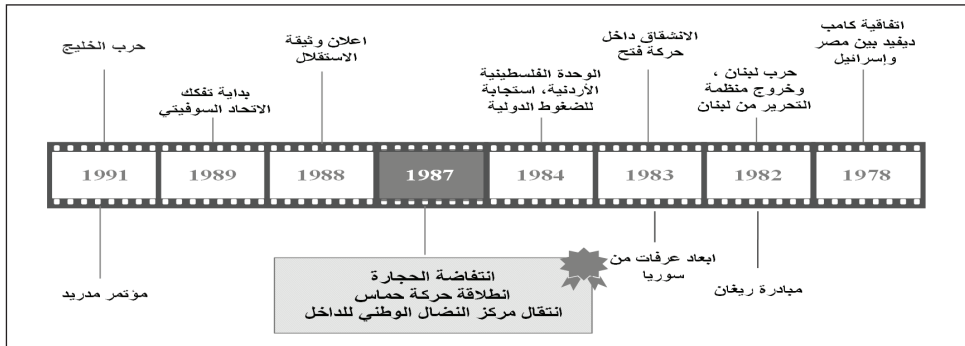 اتفاقية كامب
ديفيد بين مصر
وإسرائيل
حرب لبنان ،
وخروج منظمة
التحرير من لبنان
الانشقاق داخل
حركة فتح
الوحدة الفلسطينية
الأردنية، استجابة
للضغوط الدولية
اعلان وثيقة
الاستقلال
بداية تفكك
الاتحاد السوفيتي
حرب الخليج
1978
1982
1983
1984
1987
1988
1989
1991
مبادرة ريغان
ابعاد عرفات من
سوريا
انتفاضة الحجارة
انطلاقة حركة حماس
انتقال مركز النضال الوطني للداخل
مؤتمر مدريد